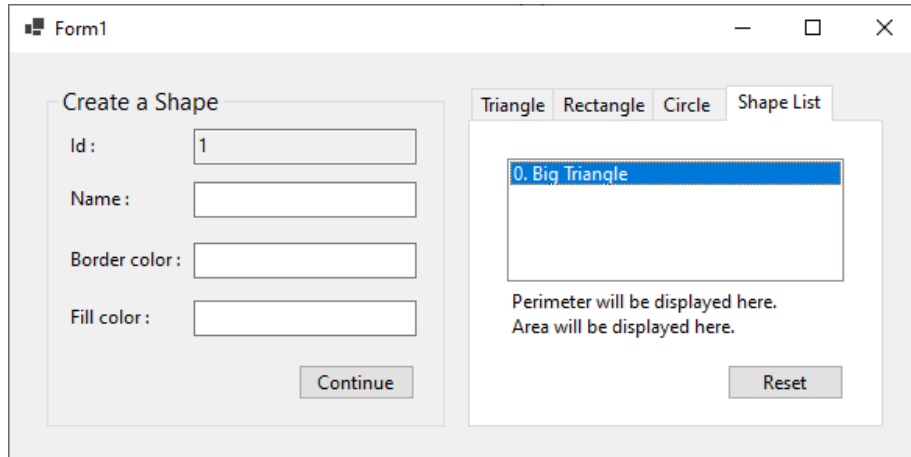 Form1
Create a Shape
Id :
1
Name :
Border color :
Fill color :
Continue
Triangle Rectangle Circle Shape List
0. Big Triangle
Perimeter will be displayed here.
Area will be displayed here.
Reset